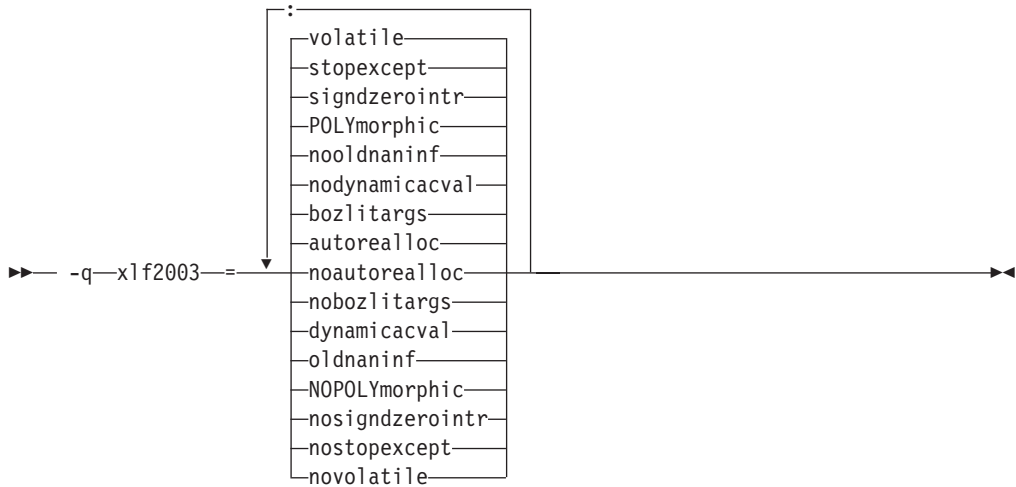 :
volatile
stopexcept
signdzerointr
POLYmorphic
nooldnaninf
nodynamicacval
bozlitargs
autorealloc
-q xlf2003 = noautorealloc
nobozlitargs
dynamicacval
oldnaninf
NOPOLYmorphic
nosigndzerointr
nostopexcept
novolatile